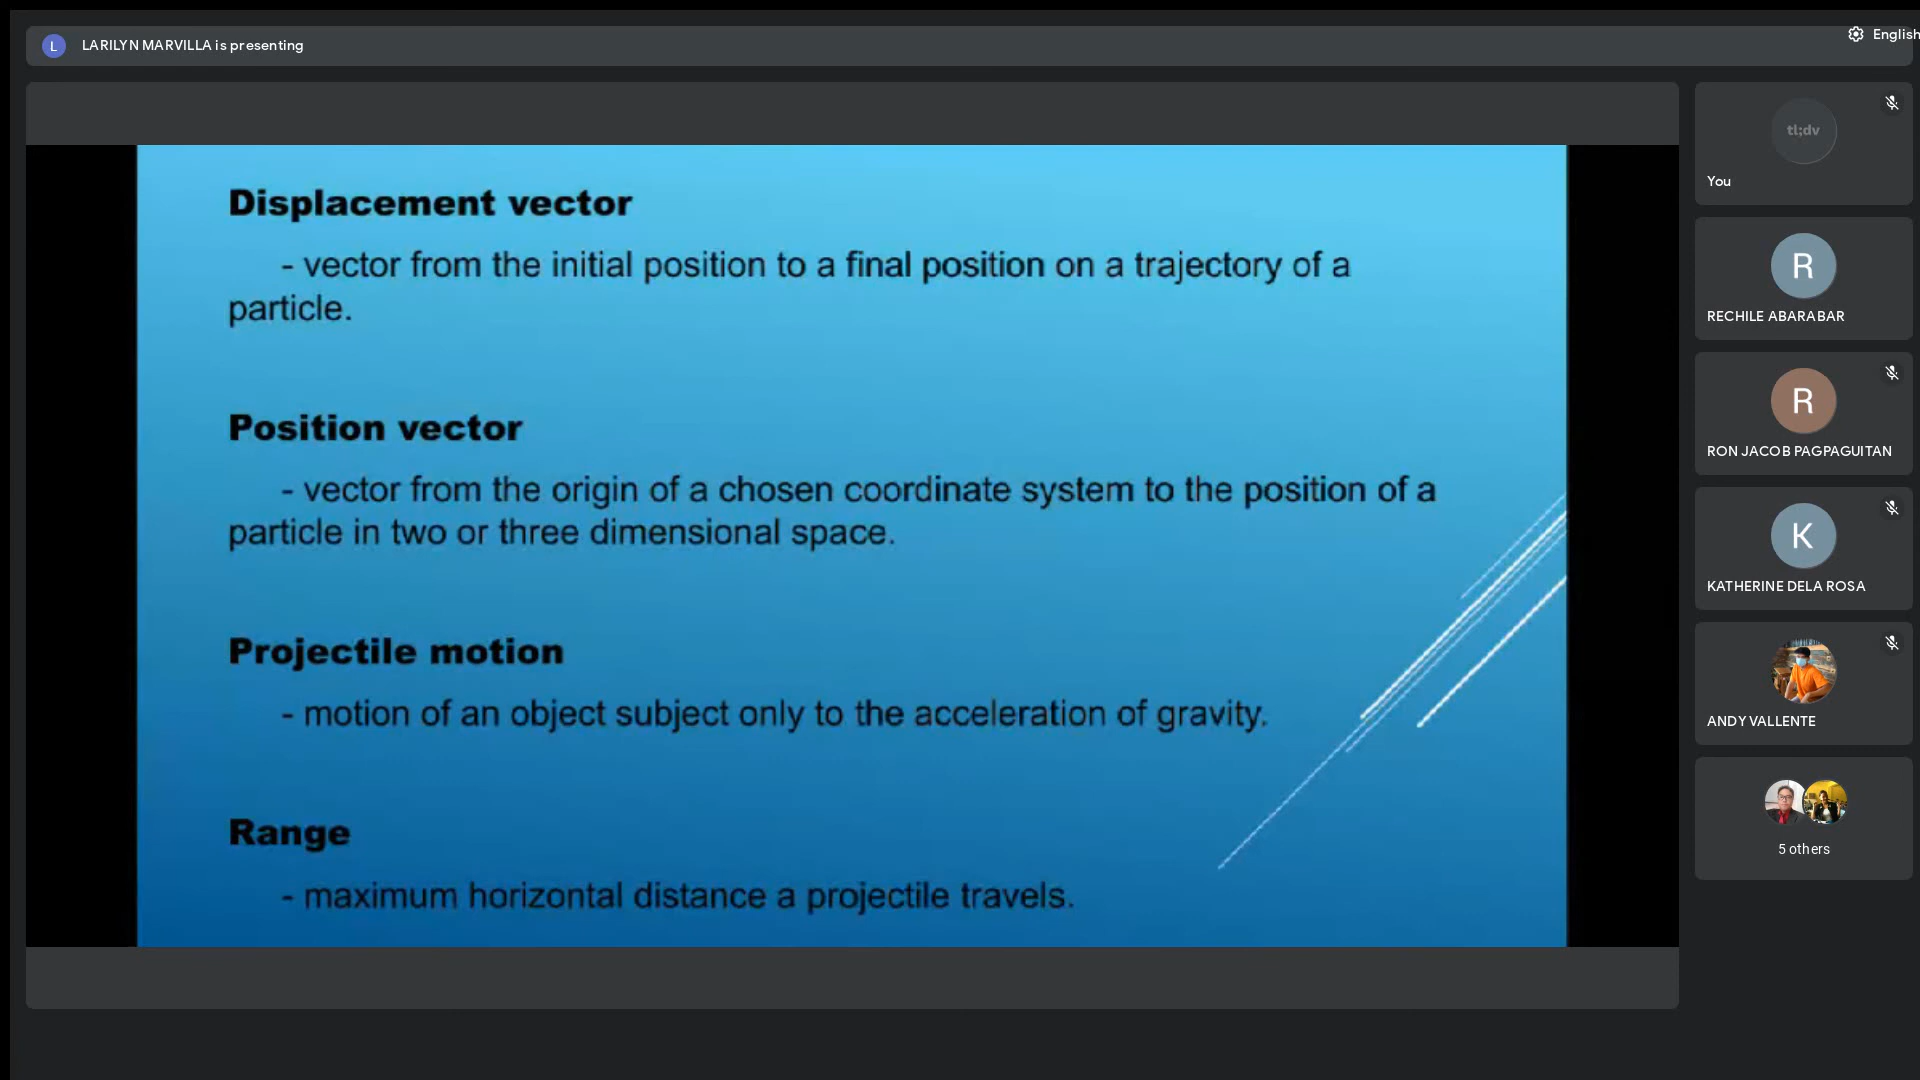 L LARILYN MARVILLA is presenting
English
Displacement vector
- vector from the initial position to a final position on a trajectory of a
particle.
Position vector
- vector from the origin of a chosen coordinate system to the position of a
particle in two or three dimensional space.
Projectile motion
- motion of an object subject only to the acceleration of gravity.
Range
- maximum horizontal distance a projectile travels.
tl;dv
You
R
RECHILE ABARABAR
R
RON JACOB PAGPAGUITAN
K
KATHERINE DELA ROSA
ANDY VALLENTE
5 others